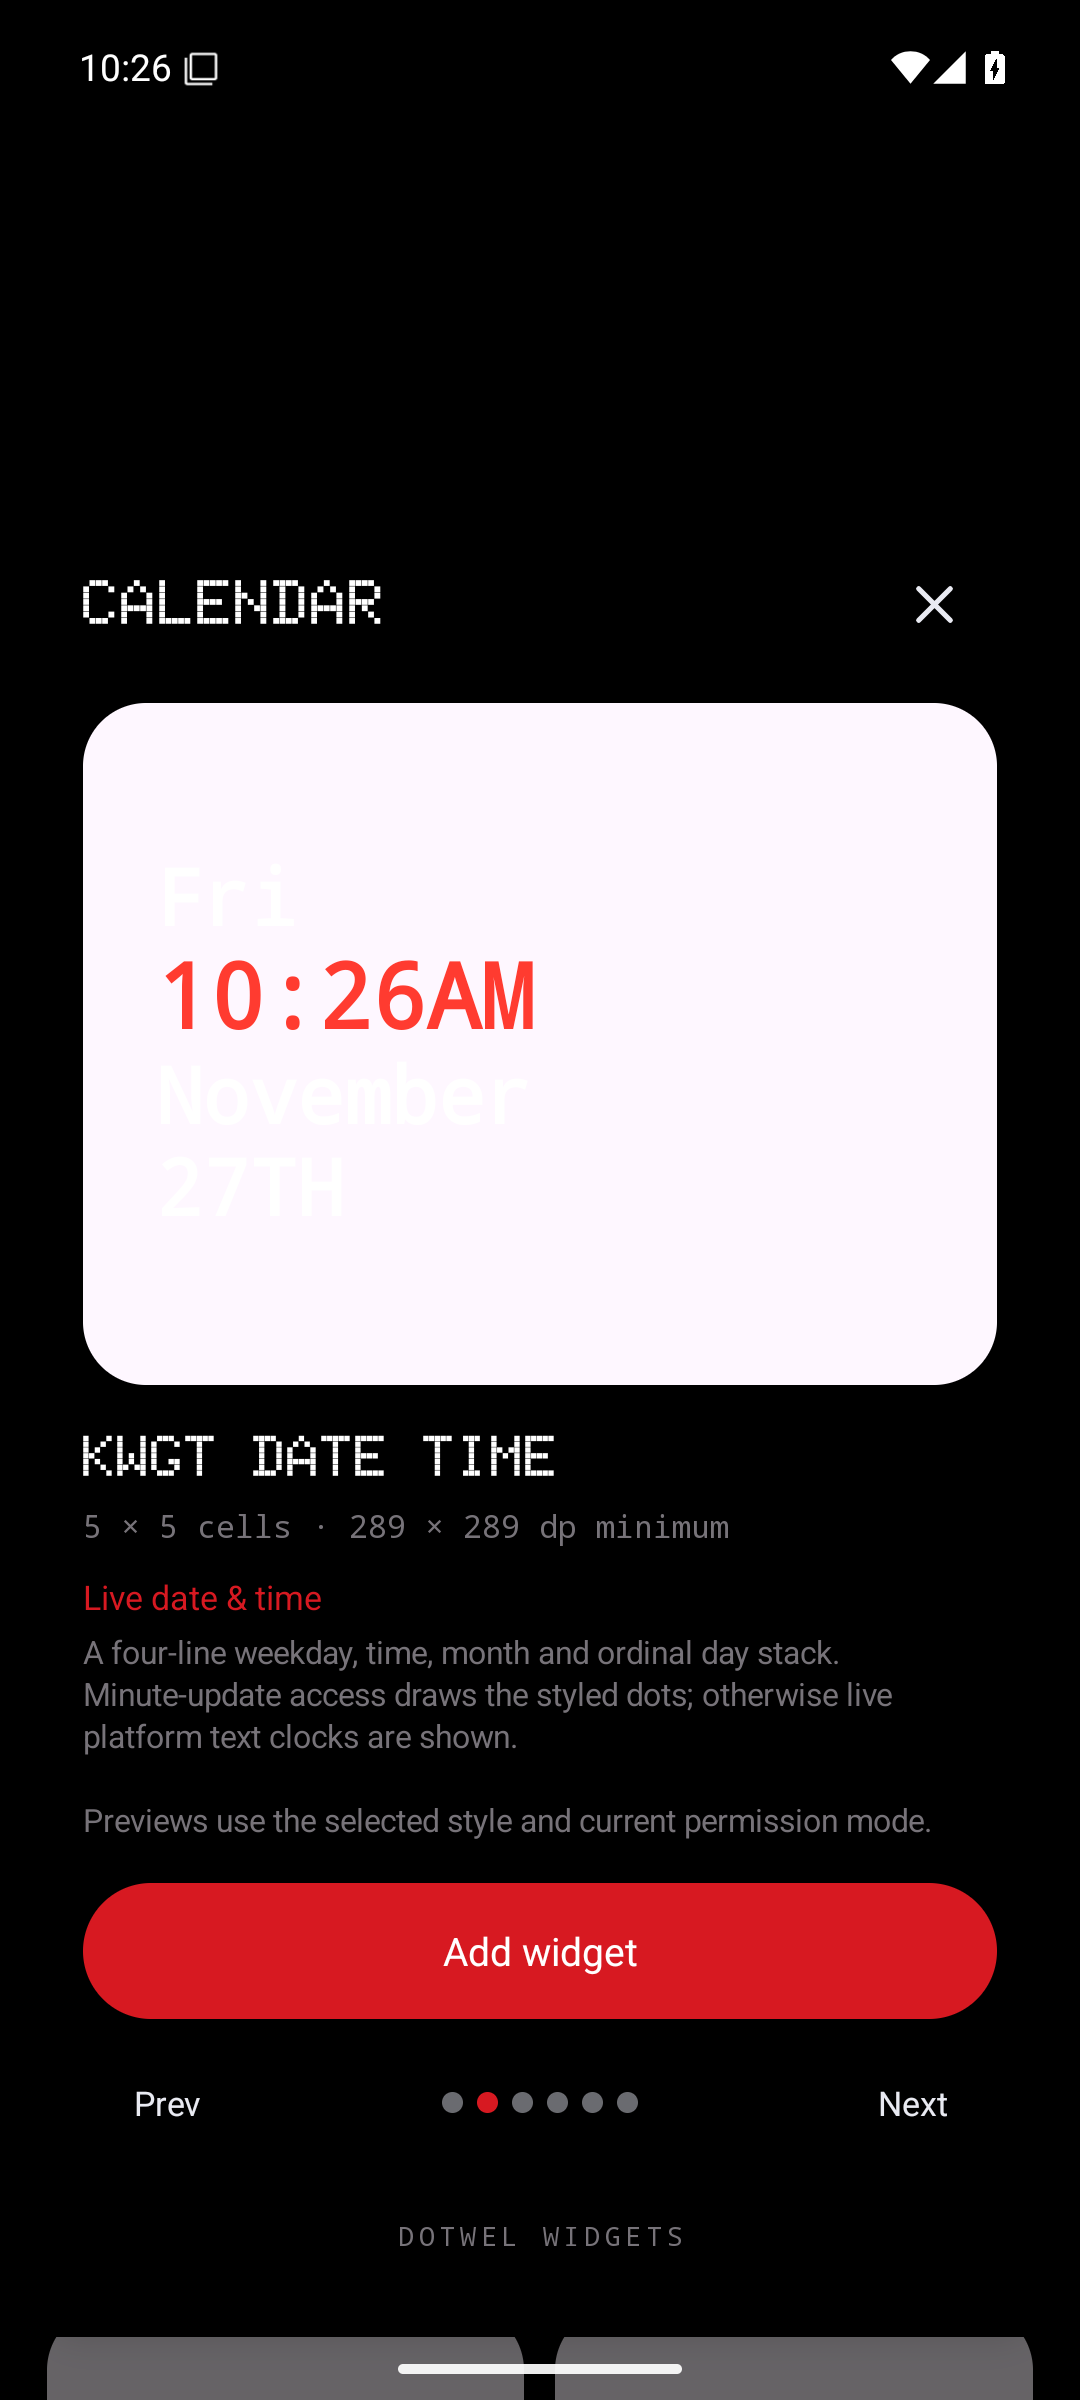 10:26
CALENDAR
Fri
10:26AM
November
27TH
KWGT DATE TIME
5 × 5 cells · 289 × 289 dp minimum
Live date & time
A four-line weekday, time, month and ordinal day stack.
Minute-update access draws the styled dots; otherwise live
platform text clocks are shown.
Previews use the selected style and current permission mode.
Add widget
Prev
Next
DOTWEL WIDGETS